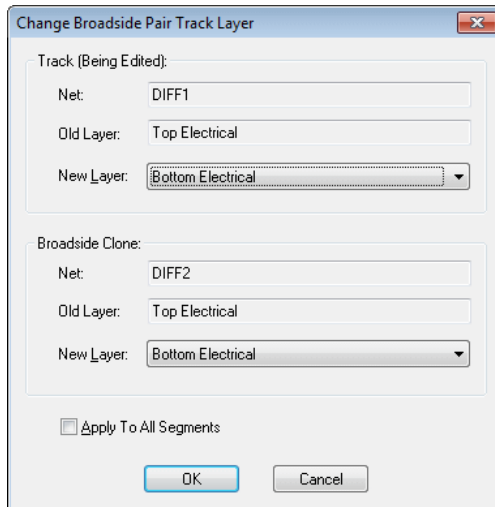 Change Broadside Pair Track Layer
Track (Being Edited):
Net: DIFF1
Old Layer: Top Electrical
New Layer: Bottom Electrical
Broadside Clone:
Net: DIFF2
Old Layer: Top Electrical
New Layer: Bottom Electrical
Apply To All Segments
OK Cancel